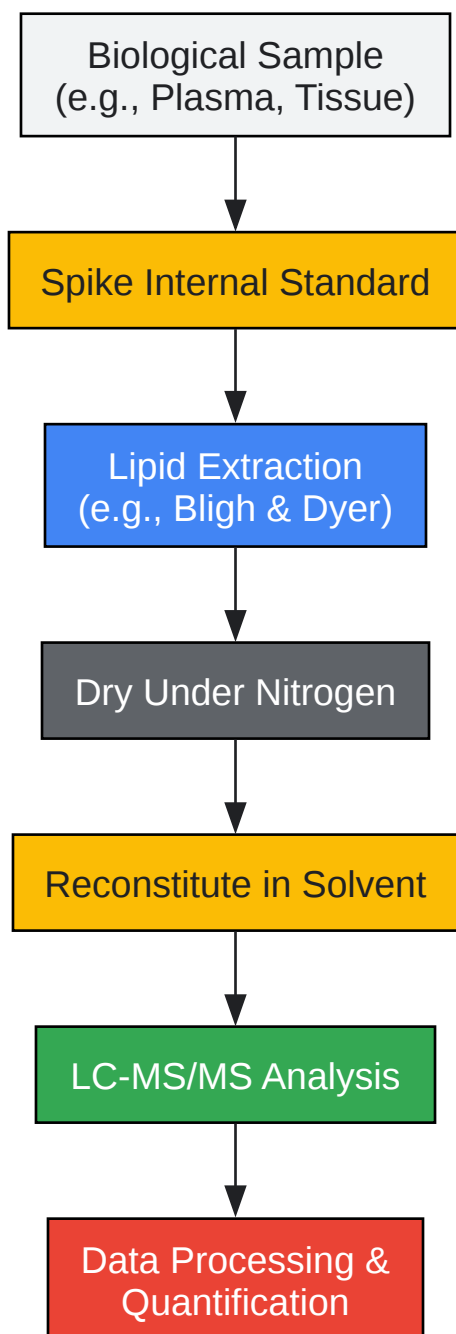 Biological Sample
(e.g., Plasma, Tissue)
Spike Internal Standard
Lipid Extraction
(e.g., Bligh & Dyer)
Dry Under Nitrogen
Reconstitute in Solvent
LC-MS/MS Analysis
Data Processing &
Quantification